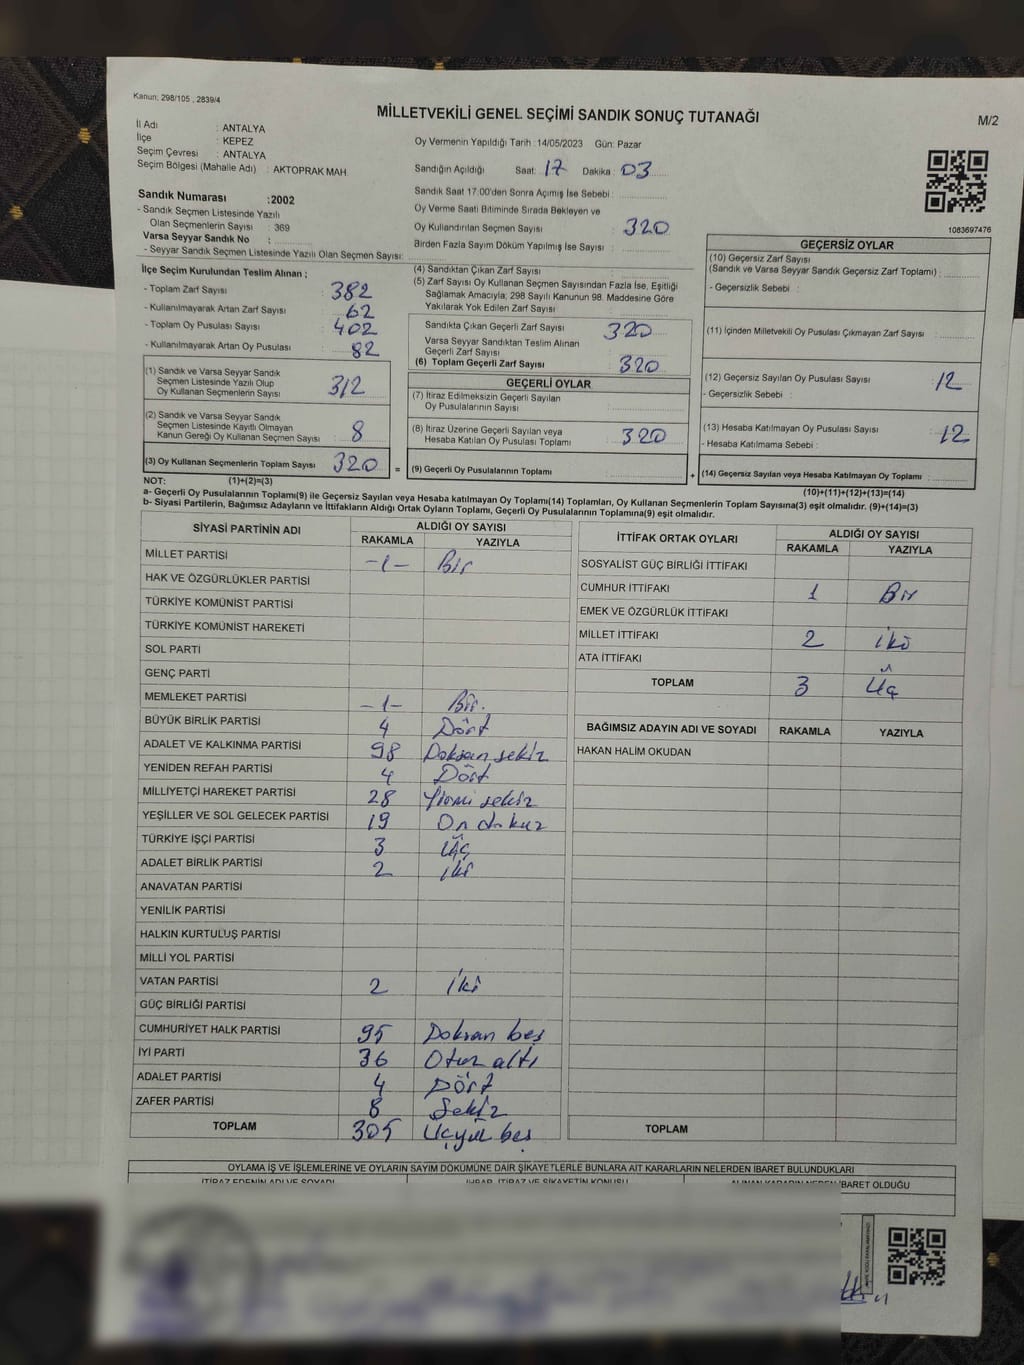 Kanun: 298/105 , 2839/4
MİLLETVEKİLİ GENEL SEÇİMİ SANDIK SONUÇ TUTANAĞI
M/2
İl Adı : ANTALYA
İlçe : KEPEZ
Seçim Çevresi : ANTALYA
Seçim Bölgesi (Mahalle Adı) : AKTOPRAK MAH.
Sandık Numarası :2002
- Sandık Seçmen Listesinde Yazılı
Olan Seçmenlerin Sayısı : 369
Varsa Seyyar Sandık No :
- Seyyar Sandık Seçmen Listesinde Yazılı Olan Seçmen Sayısı:
Oy Vermenin Yapıldığı Tarih :14/05/2023 Gün: Pazar
Sandığın Açıldığı Saat: 17 Dakika : 03
Sandık Saat 17.00'den Sonra Açımış İse Sebebi :
Oy Verme Saati Bitiminde Sırada Bekleyen ve
Oy Kullandırılan Seçmen Sayısı : 320
Birden Fazla Sayım Döküm Yapılmış İse Sayısı :
1083697476
İlçe Seçim Kurulundan Teslim Alınan ;
- Toplam Zarf Sayısı : 382
- Kullanılmayarak Artan Zarf Sayısı : 62
- Toplam Oy Pusulası Sayısı : 402
- Kullanılmayarak Artan Oy Pusulası : 82
(1) Sandık ve Varsa Seyyar Sandık
Seçmen Listesinde Yazılı Olup
Oy Kullanan Seçmenlerin Sayısı : 312
(2) Sandık ve Varsa Seyyar Sandık
Seçmen Listesinde Kayıtlı Olmayan
Kanun Gereği Oy Kullanan Seçmen Sayısı : 8
(3) Oy Kullanan Seçmenlerin Toplam Sayısı : 320
(4) Sandıktan Çıkan Zarf Sayısı :
(5) Zarf Sayısı Oy Kullanan Seçmen Sayısından Fazla İse, Eşitliği
Sağlamak Amacıyla; 298 Sayılı Kanunun 98. Maddesine Göre
Yakılarak Yok Edilen Zarf Sayısı :
Sandıkta Çıkan Geçerli Zarf Sayısı : 320
Varsa Seyyar Sandıktan Teslim Alınan
Geçerli Zarf Sayısı :
(6) Toplam Geçerli Zarf Sayısı : 320
GEÇERLİ OYLAR
(7) İtiraz Edilmeksizin Geçerli Sayılan
Oy Pusulalarının Sayısı :
(8) İtiraz Üzerine Geçerli Sayılan veya
Hesaba Katılan Oy Pusulası Toplamı : 320
= (9) Geçerli Oy Pusulalarının Toplamı :
GEÇERSİZ OYLAR
(10) Geçersiz Zarf Sayısı
(Sandık ve Varsa Seyyar Sandık Geçersiz Zarf Toplamı) :
- Geçersizlik Sebebi :
(11) İçinden Milletvekili Oy Pusulası Çıkmayan Zarf Sayısı :
(12) Geçersiz Sayılan Oy Pusulası Sayısı : 12
- Geçersizlik Sebebi :
(13) Hesaba Katılmayan Oy Pusulası Sayısı : 12
- Hesaba Katılmama Sebebi :
+ (14) Geçersiz Sayılan veya Hesaba Katılmayan Oy Toplamı :
NOT: (1)+(2)=(3)
(10)+(11)+(12)+(13)=(14)
a- Geçerli Oy Pusulalarının Toplamı(9) ile Geçersiz Sayılan veya Hesaba katılmayan Oy Toplamı(14) Toplamları, Oy Kullanan Seçmenlerin Toplam Sayısına(3) eşit olmalıdır. (9)+(14)=(3)
b- Siyasi Partilerin, Bağımsız Adayların ve İttifakların Aldığı Ortak Oyların Toplamı, Geçerli Oy Pusulalarının Toplamına(9) eşit olmalıdır.
SİYASİ PARTİNİN ADI ALDIĞI OY SAYISI
RAKAMLA YAZIYLA
MİLLET PARTİSİ -1- Bir
HAK VE ÖZGÜRLÜKLER PARTİSİ
TÜRKİYE KOMÜNİST PARTİSİ
TÜRKİYE KOMÜNİST HAREKETİ
SOL PARTİ
GENÇ PARTİ
MEMLEKET PARTİSİ -1- Bir.
BÜYÜK BİRLİK PARTİSİ 4 Dört
ADALET VE KALKINMA PARTİSİ 98 Doksan sekiz
YENİDEN REFAH PARTİSİ 4 Dört
MİLLİYETÇİ HAREKET PARTİSİ 28 Yirmi sekiz
YEŞİLLER VE SOL GELECEK PARTİSİ 19 On dokuz
TÜRKİYE İŞÇİ PARTİSİ 3 Üç
ADALET BİRLİK PARTİSİ 2 iki
ANAVATAN PARTİSİ
YENİLİK PARTİSİ
HALKIN KURTULUŞ PARTİSİ
MİLLİ YOL PARTİSİ
VATAN PARTİSİ 2 İki
GÜÇ BİRLİĞİ PARTİSİ
CUMHURİYET HALK PARTİSİ 95 Doksan beş
İYİ PARTİ 36 Otuz altı
ADALET PARTİSİ 4 Dört
ZAFER PARTİSİ 8 Sekiz
TOPLAM 305 Üçyüz beş
İTTİFAK ORTAK OYLARI ALDIĞI OY SAYISI
RAKAMLA YAZIYLA
SOSYALİST GÜÇ BİRLİĞİ İTTİFAKI
CUMHUR İTTİFAKI 1 Bir
EMEK VE ÖZGÜRLÜK İTTİFAKI
MİLLET İTTİFAKI 2 iki
ATA İTTİFAKI
TOPLAM 3 Üç
BAĞIMSIZ ADAYIN ADI VE SOYADI RAKAMLA YAZIYLA
HAKAN HALİM OKUDAN
TOPLAM
OYLAMA İŞ VE İŞLEMLERİNE VE OYLARIN SAYIM DÖKÜMÜNE DAİR ŞİKAYETLERLE BUNLARA AİT KARARLARIN NELERDEN İBARET BULUNDUKLARI
İTİRAZ EDENİN ADI VE SOYADI İHBAR, İTİRAZ VE ŞİKAYETİN KONUSU ALINAN KARARIN NEDEN İBARET OLDUĞU